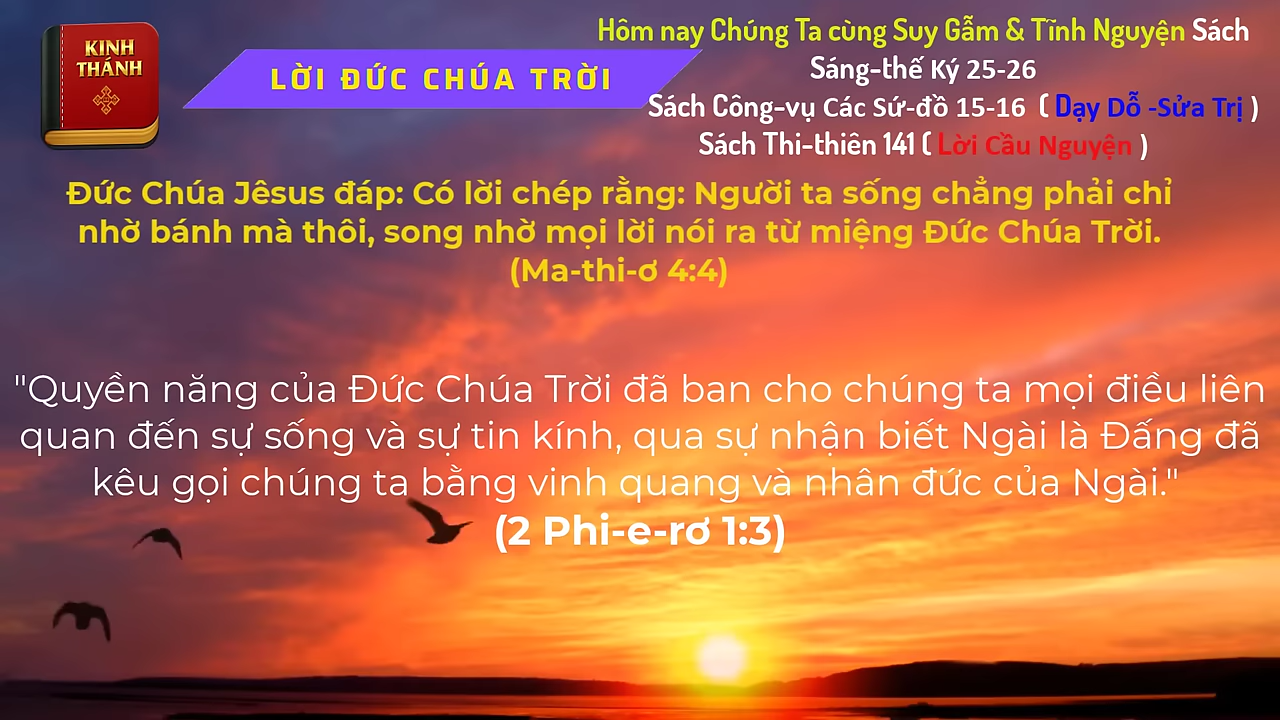 KINH
THÁNH
LỜI ĐỨC CHÚA TRỜI
Hôm nay Chúng Ta cùng Suy Gẫm & Tĩnh Nguyện Sách
Sáng-thế Ký 25-26
Sách Công-vụ Các Sứ-đồ 15-16 ( Dạy Dỗ -Sửa Trị )
Sách Thi-thiên 141 ( Lời Cầu Nguyện )
Đức Chúa Jêsus đáp: Có lời chép rằng: Người ta sống chẳng phải chỉ
nhờ bánh mà thôi, song nhờ mọi lời nói ra từ miệng Đức Chúa Trời.
(Ma-thi-ơ 4:4)
"Quyền năng của Đức Chúa Trời đã ban cho chúng ta mọi điều liên
quan đến sự sống và sự tin kính, qua sự nhận biết Ngài là Đấng đã
kêu gọi chúng ta bằng vinh quang và nhân đức của Ngài."
(2 Phi-e-rơ 1:3)